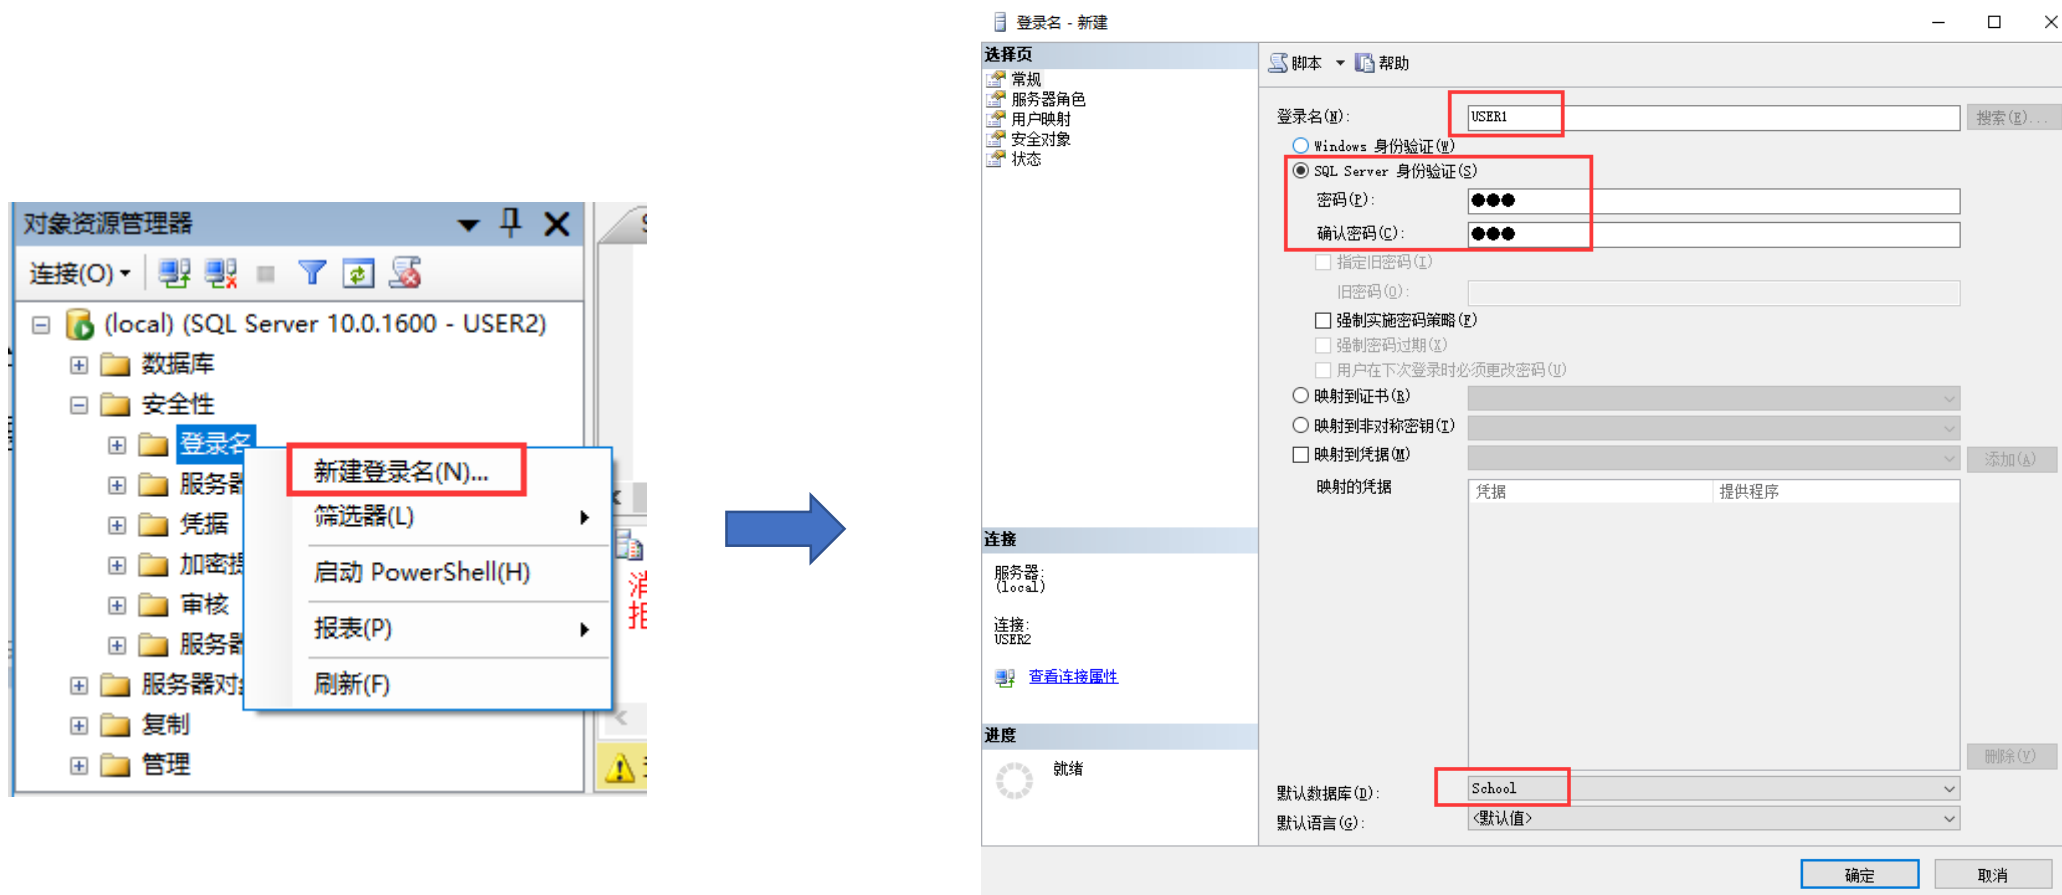 对象资源管理器
连接(O)
(local) (SQL Server 10.0.1600 - USER2)
数据库
安全性
登录名
服务器
凭据
加密提
审核
服务器
服务器对象
复制
管理
新建登录名(N)...
筛选器(L)
启动 PowerShell(H)
报表(P)
刷新(F)
登录名 - 新建
选择页
常规
服务器角色
用户映射
安全对象
状态
连接
服务器:
(local)
连接:
USER2
查看连接属性
进度
就绪
脚本
帮助
登录名(N):
USER1
搜索(E)...
Windows 身份验证(W)
SQL Server 身份验证(S)
密码(P):
●●●
确认密码(C):
●●●
指定旧密码(I)
旧密码(O):
强制实施密码策略(F)
强制密码过期(X)
用户在下次登录时必须更改密码(U)
映射到证书(R)
映射到非对称密钥(T)
映射到凭据(M)
添加(A)
映射的凭据
凭据
提供程序
删除(V)
默认数据库(D):
School
默认语言(G):
<默认值>
确定
取消